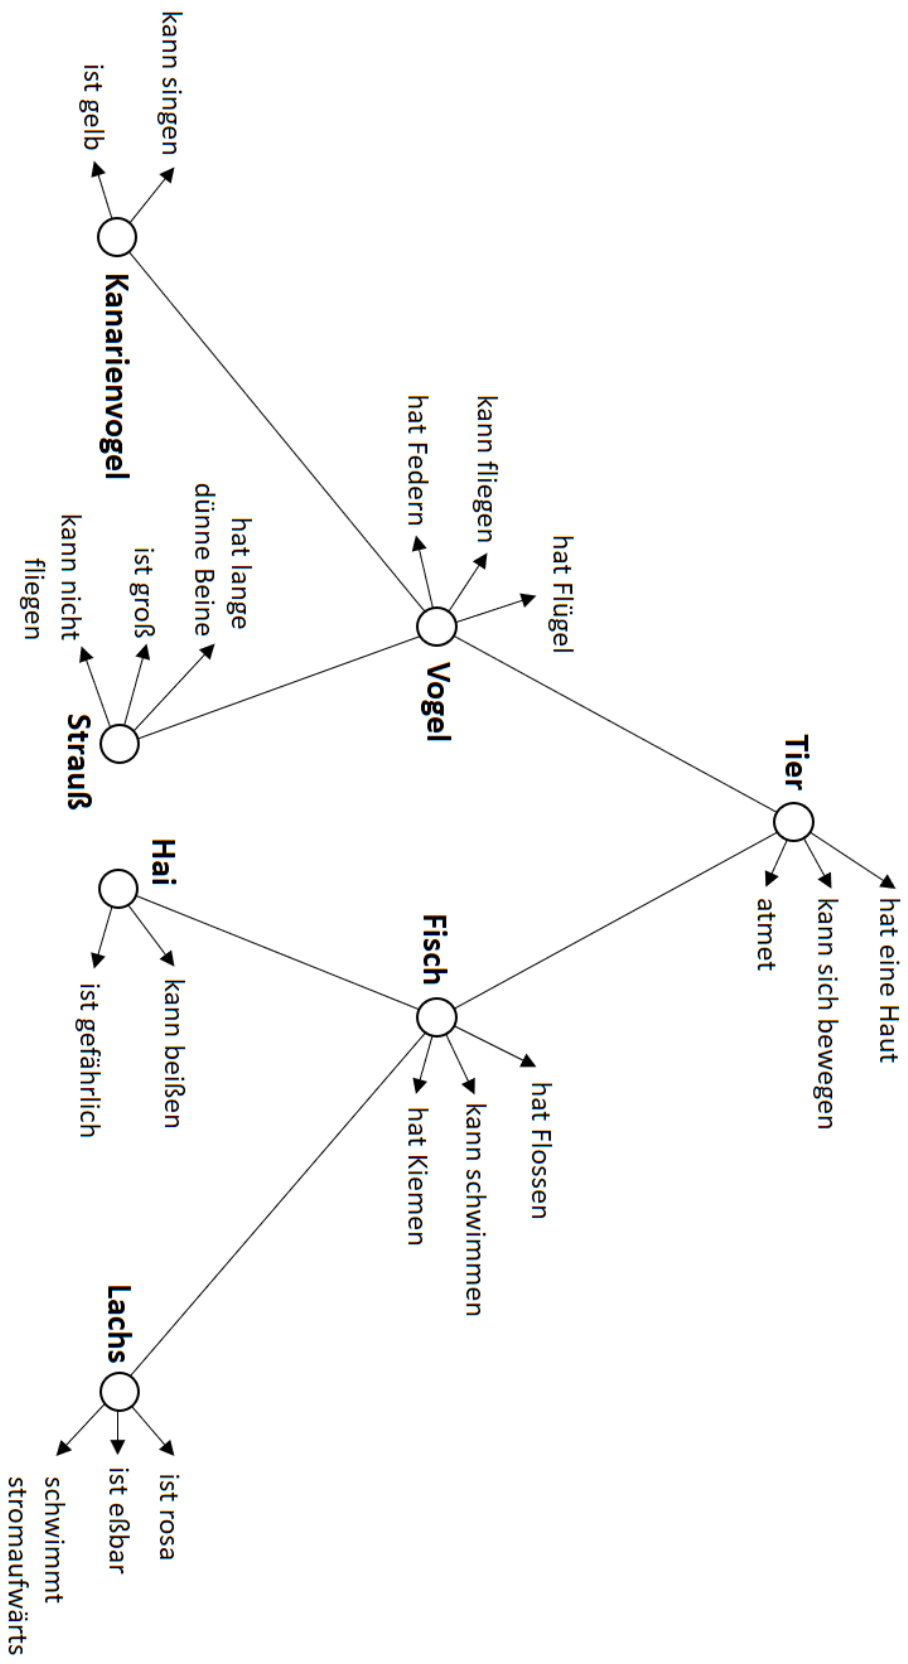 Tier
hat eine Haut
kann sich bewegen
atmet
hat Flügel
kann fliegen
hat Federn
Vogel
Fisch
hat Flossen
kann schwimmen
hat Kiemen
kann singen
ist gelb
Kanarienvogel
hat lange
dünne Beine
ist groß
kann nicht
fliegen
Strauß
Hai
kann beißen
ist gefährlich
Lachs
ist rosa
ist eßbar
schwimmt
stromaufwärts